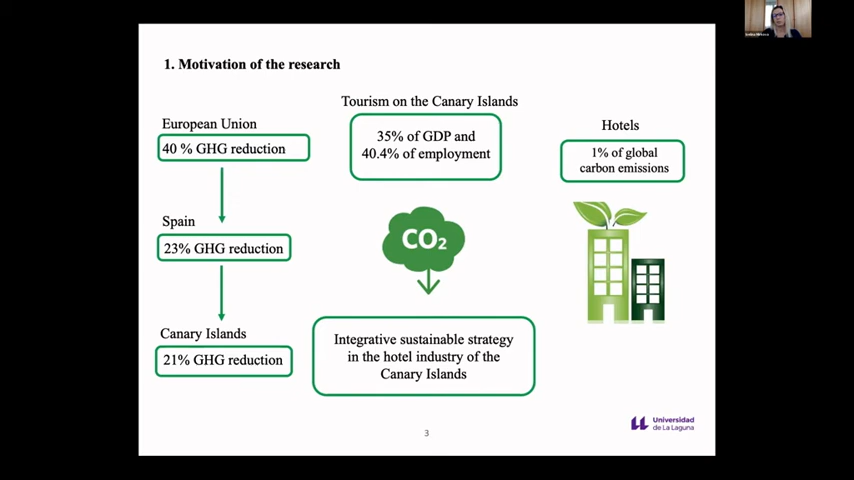 1. Motivation of the research
European Union
40 % GHG reduction
Spain
23% GHG reduction
Canary Islands
21% GHG reduction
Tourism on the Canary Islands
35% of GDP and
40.4% of employment
CO₂
Integrative sustainable strategy
in the hotel industry of the
Canary Islands
Hotels
1% of global
carbon emissions
Universidad
de La Laguna
3